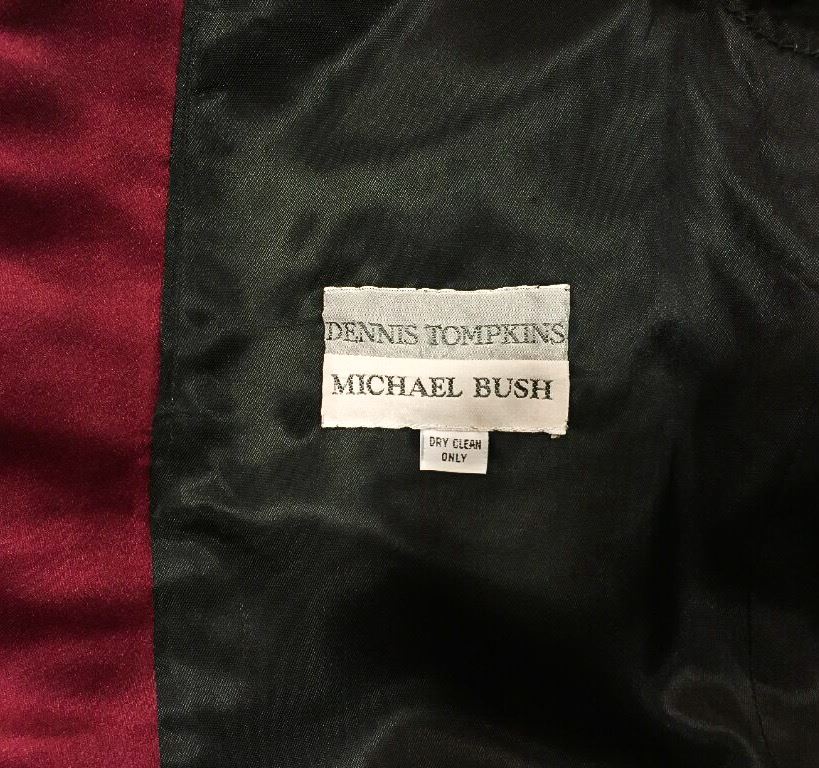 DENNIS TOMPKINS
MICHAEL BUSH
DRY CLEAN
ONLY